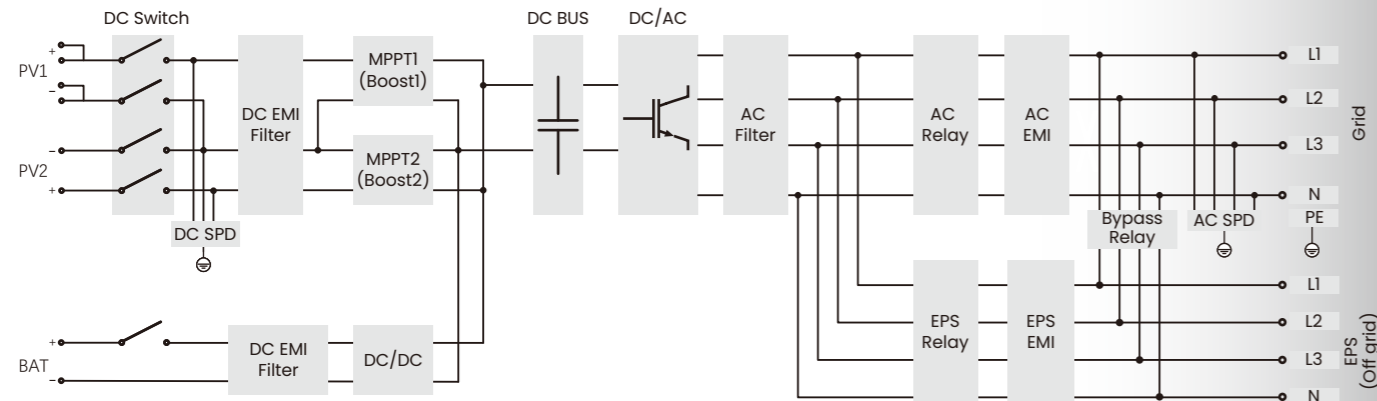 DC Switch
DC BUS
DC/AC
+
PV1
−
−
PV2
+
DC EMI
Filter
MPPT1
(Boost1)
MPPT2
(Boost2)
DC SPD
AC
Filter
AC
Relay
AC
EMI
L1
L2
L3
N
PE
Grid
Bypass
Relay
AC SPD
+
BAT
−
DC EMI
Filter
DC/DC
EPS
Relay
EPS
EMI
L1
L2
L3
N
EPS
(Off grid)